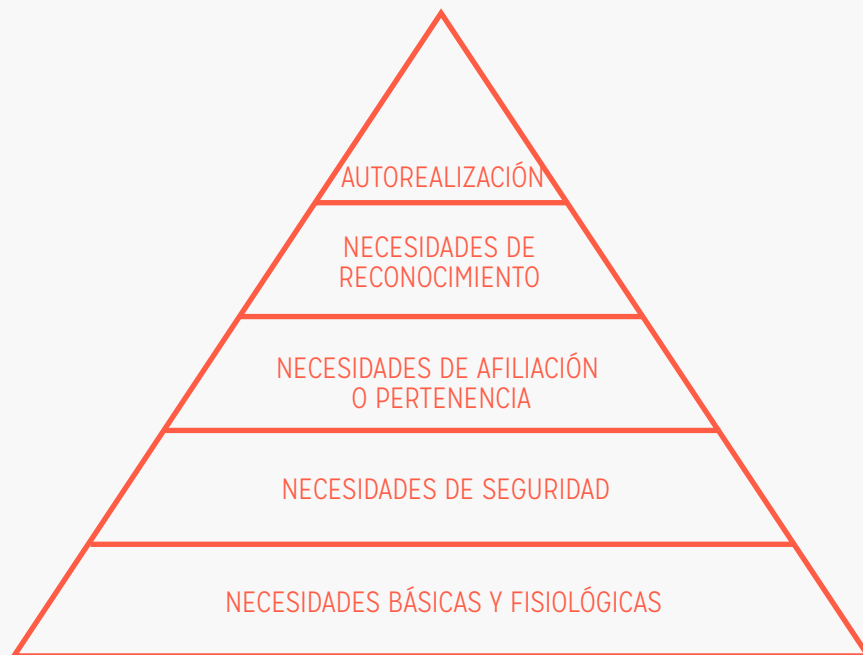 AUTOREALIZACIÓN
NECESIDADES DE
RECONOCIMIENTO
NECESIDADES DE AFILIACIÓN
O PERTENENCIA
NECESIDADES DE SEGURIDAD
NECESIDADES BÁSICAS Y FISIOLÓGICAS